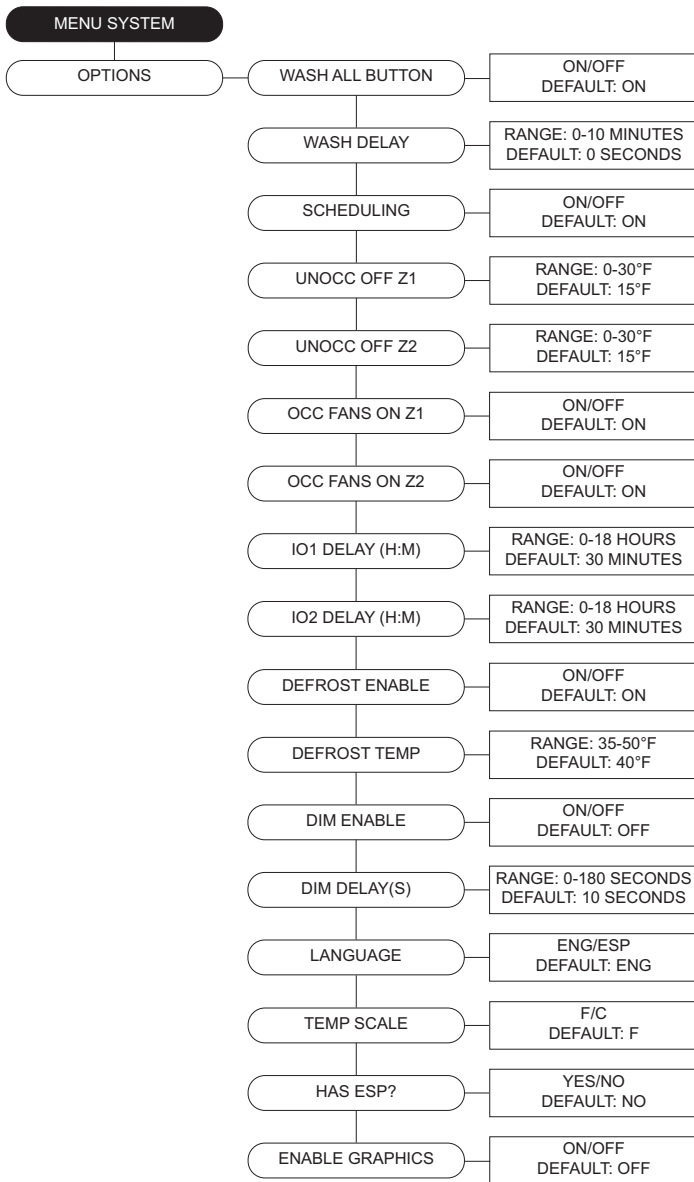 MENU SYSTEM
OPTIONS
WASH ALL BUTTON
ON/OFF
DEFAULT: ON
WASH DELAY
RANGE: 0-10 MINUTES
DEFAULT: 0 SECONDS
SCHEDULING
ON/OFF
DEFAULT: ON
UNOCC OFF Z1
RANGE: 0-30°F
DEFAULT: 15°F
UNOCC OFF Z2
RANGE: 0-30°F
DEFAULT: 15°F
OCC FANS ON Z1
ON/OFF
DEFAULT: ON
OCC FANS ON Z2
ON/OFF
DEFAULT: ON
IO1 DELAY (H:M)
RANGE: 0-18 HOURS
DEFAULT: 30 MINUTES
IO2 DELAY (H:M)
RANGE: 0-18 HOURS
DEFAULT: 30 MINUTES
DEFROST ENABLE
ON/OFF
DEFAULT: ON
DEFROST TEMP
RANGE: 35-50°F
DEFAULT: 40°F
DIM ENABLE
ON/OFF
DEFAULT: OFF
DIM DELAY(S)
RANGE: 0-180 SECONDS
DEFAULT: 10 SECONDS
LANGUAGE
ENG/ESP
DEFAULT: ENG
TEMP SCALE
F/C
DEFAULT: F
HAS ESP?
YES/NO
DEFAULT: NO
ENABLE GRAPHICS
ON/OFF
DEFAULT: OFF